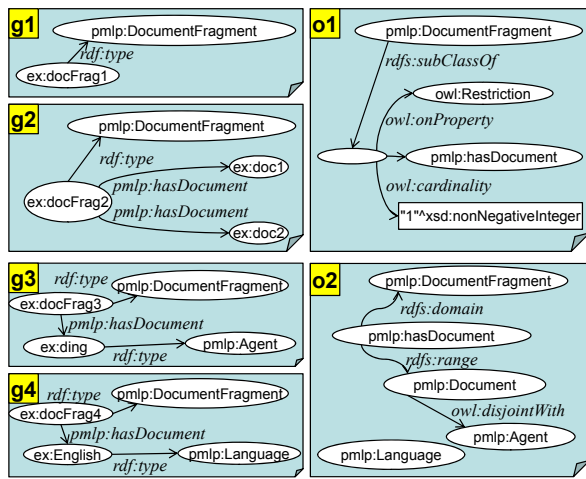 g1
pmlp:DocumentFragment
rdf:type
ex:docFrag1
g2
pmlp:DocumentFragment
rdf:type
ex:doc1
pmlp:hasDocument
ex:docFrag2
pmlp:hasDocument
ex:doc2
g3
rdf:type
pmlp:DocumentFragment
ex:docFrag3
pmlp:hasDocument
ex:ding
pmlp:Agent
rdf:type
g4
rdf:type
pmlp:DocumentFragment
ex:docFrag4
pmlp:hasDocument
ex:English
pmlp:Language
rdf:type
o1
pmlp:DocumentFragment
rdfs:subClassOf
owl:Restriction
owl:onProperty
pmlp:hasDocument
owl:cardinality
"1"^xsd:nonNegativeInteger
o2
pmlp:DocumentFragment
rdfs:domain
pmlp:hasDocument
rdfs:range
pmlp:Document
owl:disjointWith
pmlp:Agent
pmlp:Language